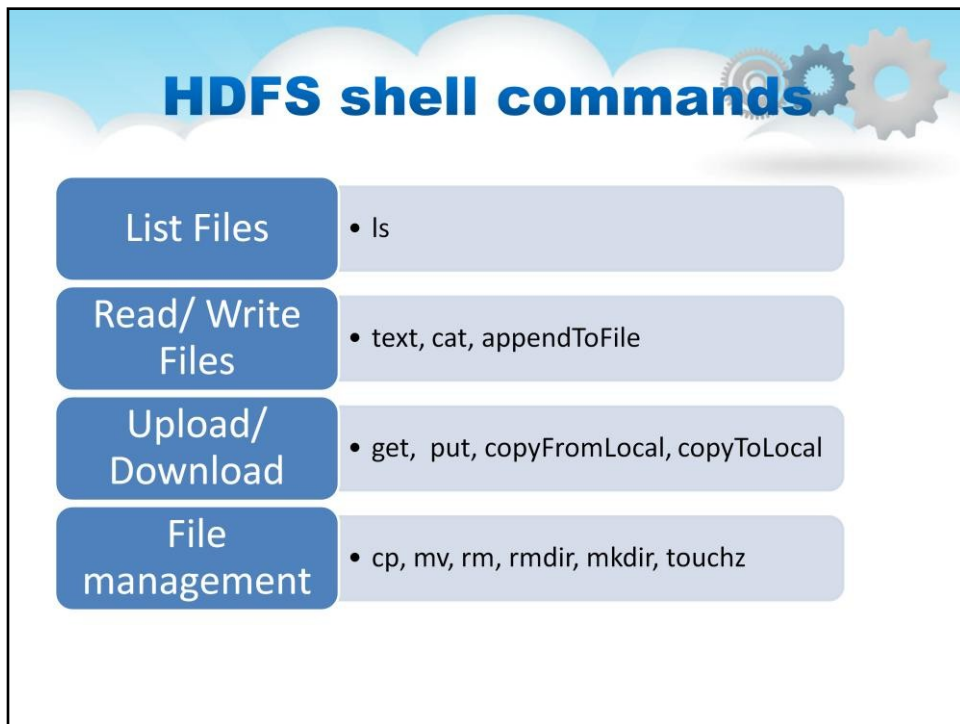 HDFS shell commands
List Files
• ls
Read/ Write
Files
• text, cat, appendToFile
Upload/
Download
• get,  put, copyFromLocal, copyToLocal
File
management
• cp, mv, rm, rmdir, mkdir, touchz